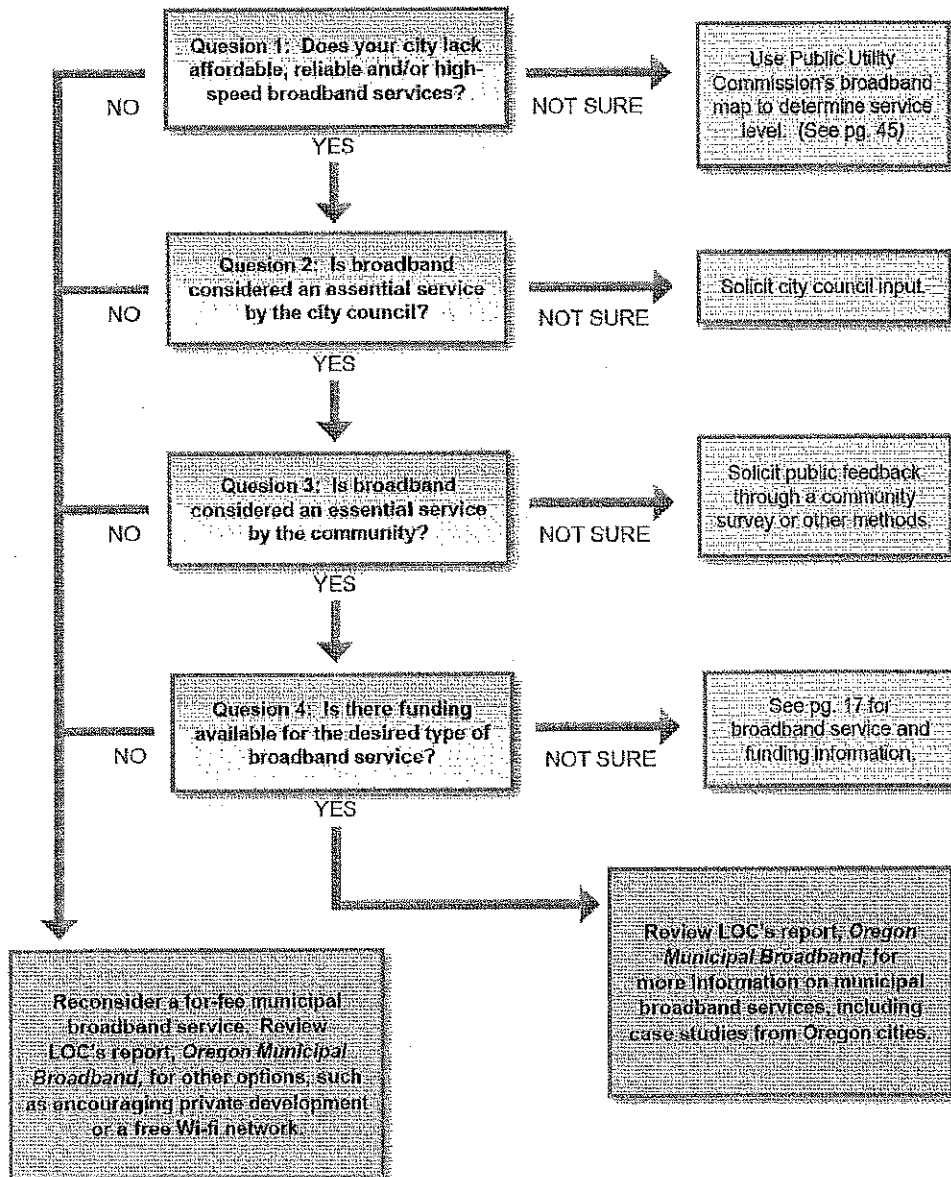 Quesion 1: Does your city lack
affordable, reliable and/or high-
speed broadband services?
NO
NOT SURE
Use Public Utility
Commission's broadband
map to determine service
level. (See pg. 45)
YES
Quesion 2: Is broadband
considered an essential service
by the city council?
NO
NOT SURE
Solicit city council input.
YES
Quesion 3: Is broadband
considered an essential service
by the community?
NO
NOT SURE
Solicit public feedback
through a community
survey or other methods.
YES
Quesion 4: Is there funding
available for the desired type of
broadband service?
NO
NOT SURE
See pg. 17 for
broadband service and
funding information.
YES
Review LOC's report, Oregon
Municipal Broadband, for
more information on municipal
broadband services, including
case studies from Oregon cities.
Reconsider a for-fee municipal
broadband service. Review
LOC's report, Oregon Municipal
Broadband, for other options, such
as encouraging private development
or a free Wi-fi network.